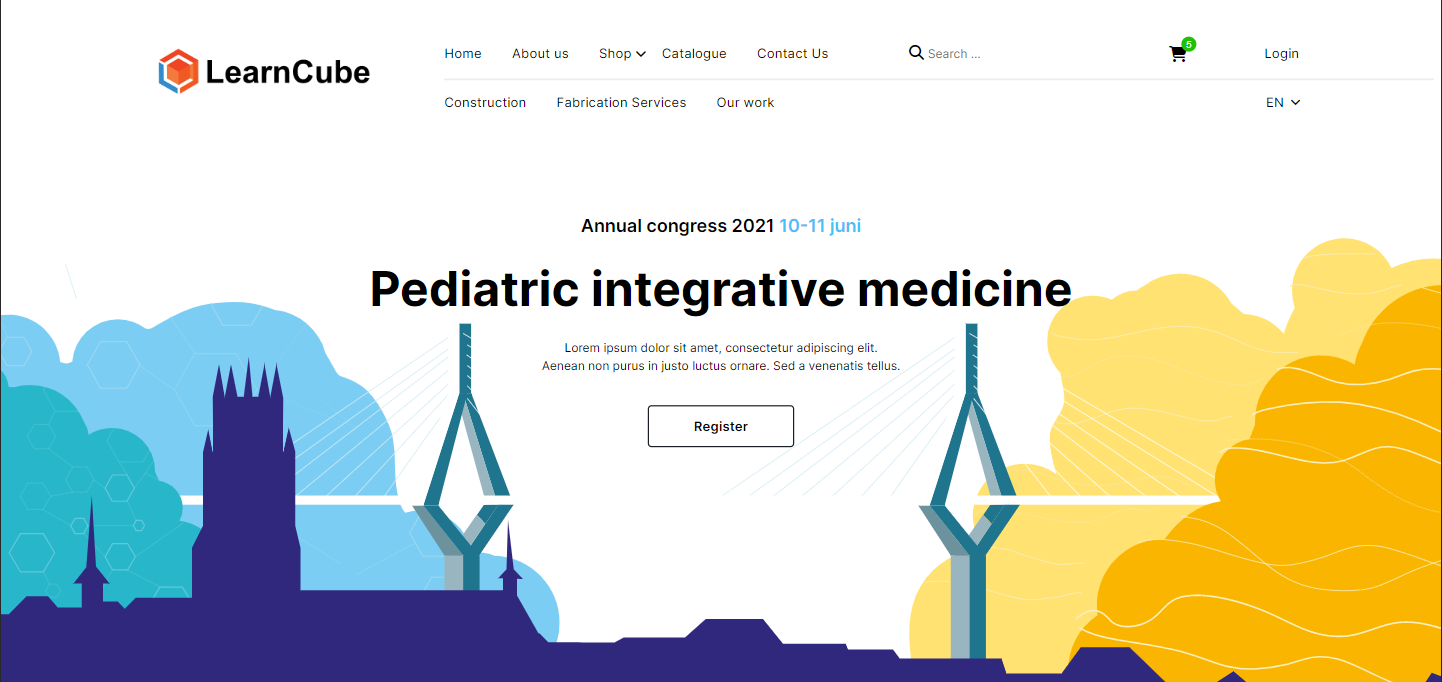 LearnCube
Home About us Shop Catalogue Contact Us Search ... 5 Login
Construction Fabrication Services Our work EN
Annual congress 2021 10-11 juni
Pediatric integrative medicine
Lorem ipsum dolor sit amet, consectetur adipiscing elit.
Aenean non purus in justo luctus ornare. Sed a venenatis tellus.
Register